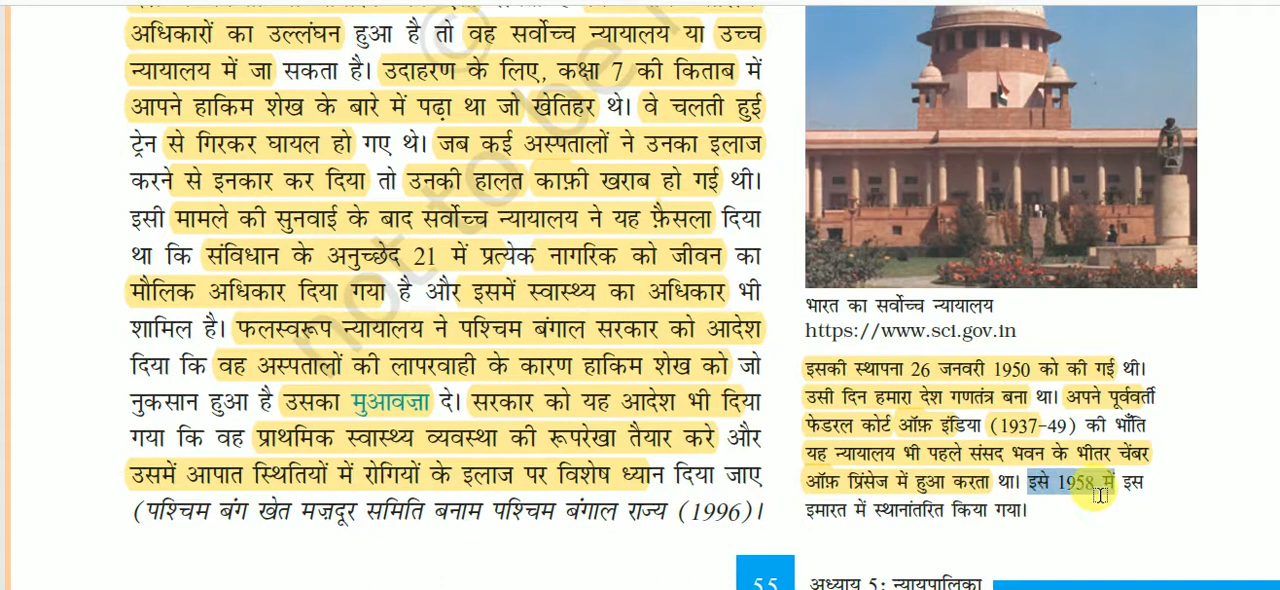 अधिकारों का उल्लंघन हुआ है तो वह सर्वोच्च न्यायालय या उच्च
न्यायालय में जा सकता है। उदाहरण के लिए, कक्षा 7 की किताब में
आपने हाकिम शेख के बारे में पढ़ा था जो खेतिहर थे। वे चलती हुई
ट्रेन से गिरकर घायल हो गए थे। जब कई अस्पतालों ने उनका इलाज
करने से इनकार कर दिया तो उनकी हालत काफ़ी खराब हो गई थी।
इसी मामले की सुनवाई के बाद सर्वोच्च न्यायालय ने यह फ़ैसला दिया
था कि संविधान के अनुच्छेद 21 में प्रत्येक नागरिक को जीवन का
मौलिक अधिकार दिया गया है और इसमें स्वास्थ्य का अधिकार भी
शामिल है। फलस्वरूप न्यायालय ने पश्चिम बंगाल सरकार को आदेश
दिया कि वह अस्पतालों की लापरवाही के कारण हाकिम शेख को जो
नुकसान हुआ है उसका मुआवज़ा दे। सरकार को यह आदेश भी दिया
गया कि वह प्राथमिक स्वास्थ्य व्यवस्था की रूपरेखा तैयार करे और
उसमें आपात स्थितियों में रोगियों के इलाज पर विशेष ध्यान दिया जाए
(पश्चिम बंग खेत मज़दूर समिति बनाम पश्चिम बंगाल राज्य (1996)।
© not to be
भारत का सर्वोच्च न्यायालय
https://www.sci.gov.in
इसकी स्थापना 26 जनवरी 1950 को की गई थी।
उसी दिन हमारा देश गणतंत्र बना था। अपने पूर्ववर्ती
फेडरल कोर्ट ऑफ़ इंडिया (1937-49) की भाँति
यह न्यायालय भी पहले संसद भवन के भीतर चेंबर
ऑफ़ प्रिंसेज में हुआ करता था। इसे 1958 में इस
इमारत में स्थानांतरित किया गया।
55 अध्याय 5: न्यायपालिका